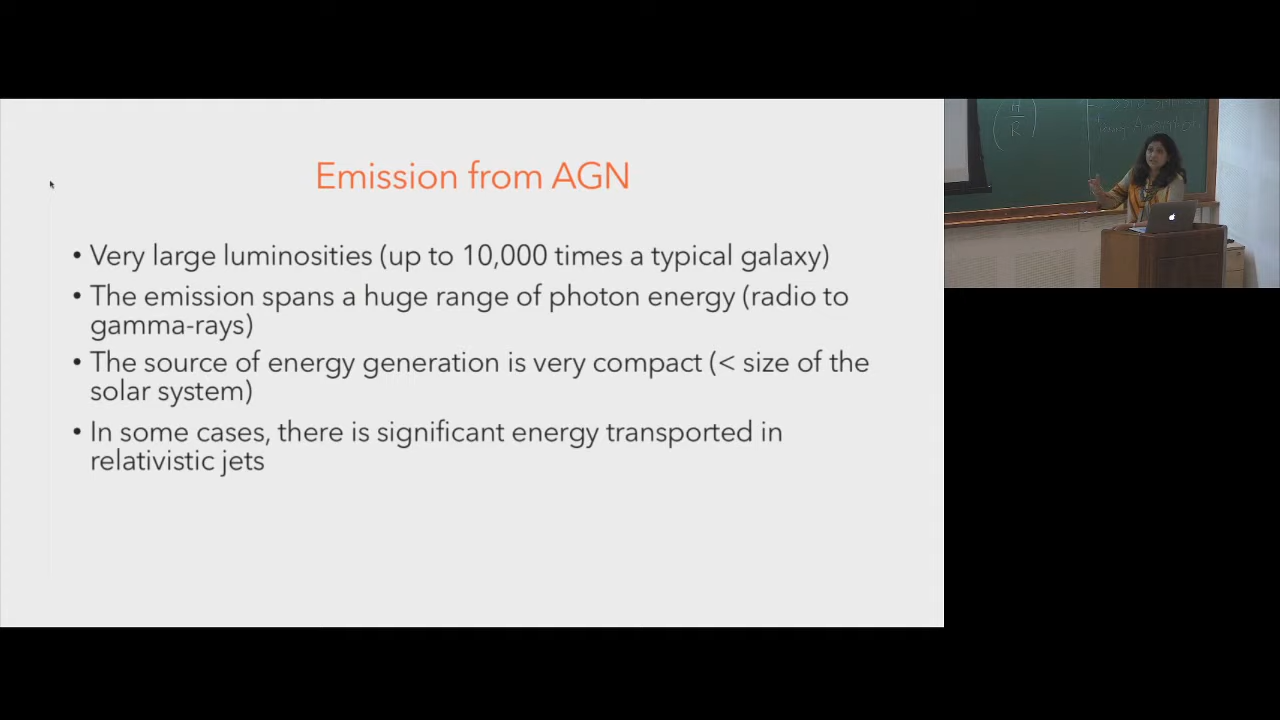 Emission from AGN
• Very large luminosities (up to 10,000 times a typical galaxy)
• The emission spans a huge range of photon energy (radio to
gamma-rays)
• The source of energy generation is very compact (< size of the
solar system)
• In some cases, there is significant energy transported in
relativistic jets